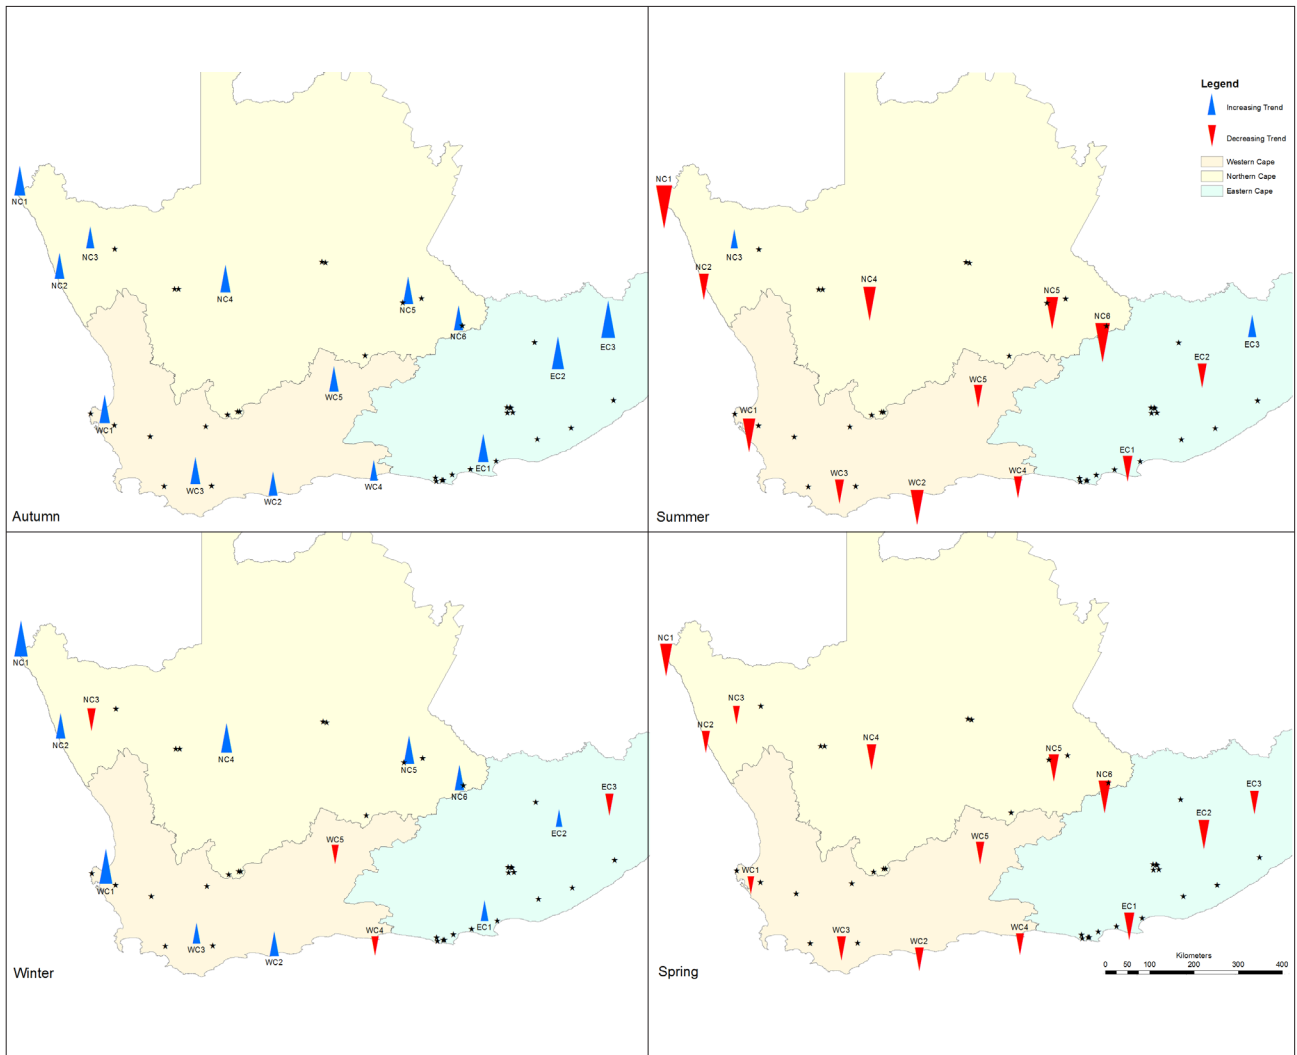 NC1
NC3
NC2
NC4
NC5
NC6
EC3
EC2
WC5
WC1
EC1
WC4
WC3
WC2
Autumn
Legend
Increasing Trend
Decreasing Trend
Western Cape
Northern Cape
Eastern Cape
NC1
NC3
NC2
NC4
NC5
NC6
EC3
EC2
WC5
WC1
EC1
WC4
WC3
WC2
Summer
NC1
NC3
NC2
NC4
NC5
NC6
EC3
EC2
WC5
WC1
EC1
WC4
WC3
WC2
Winter
NC1
NC3
NC2
NC4
NC5
NC6
EC3
EC2
WC5
WC1
EC1
WC4
WC3
WC2
Kilometers
0 50 100 200 300 400
Spring